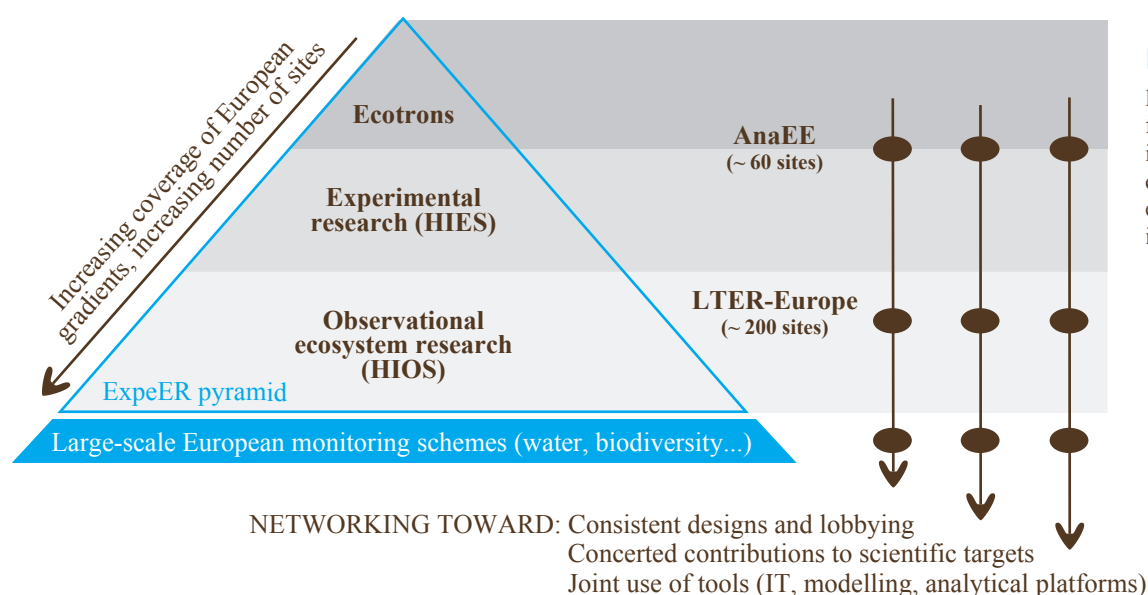 Increasing coverage of European
gradients, increasing number of sites
Ecotrons
AnaEE
(~ 60 sites)
Experimental
research (HIES)
LTER-Europe
(~ 200 sites)
Observational
ecosystem research
(HIOS)
ExpeER pyramid
Large-scale European monitoring schemes (water, biodiversity...)
NETWORKING TOWARD: Consistent designs and lobbying
Concerted contributions to scientific targets
Joint use of tools (IT, modelling, analytical platforms)